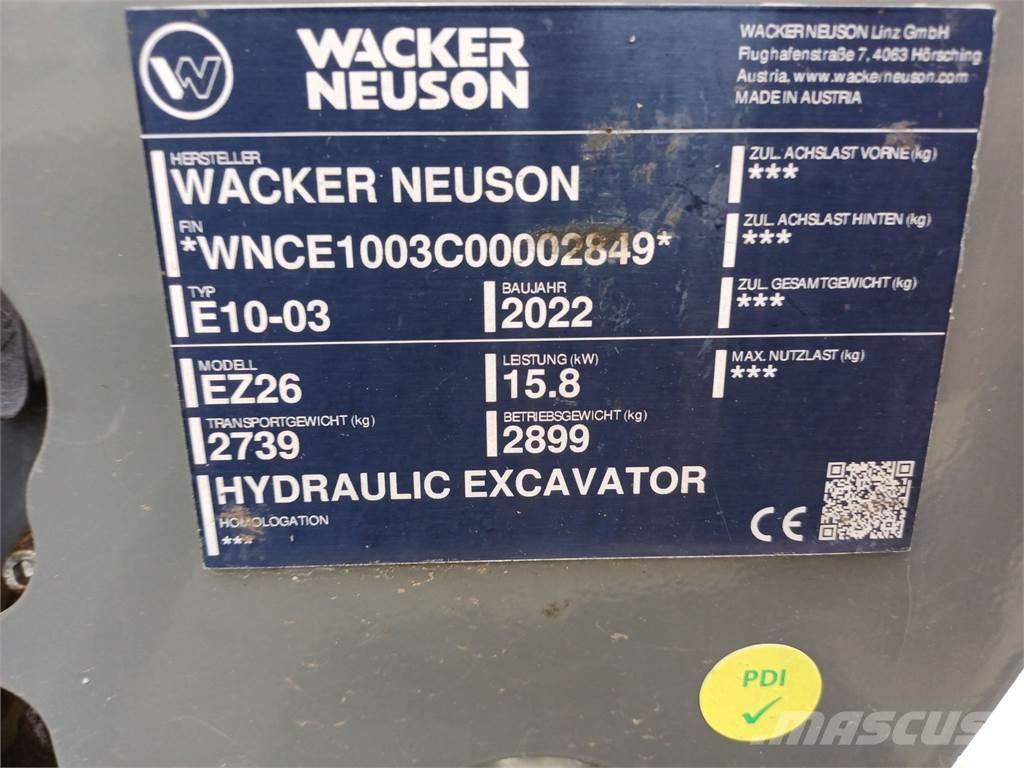 WACKER
NEUSON
WACKER NEUSON Linz GmbH
Flughafenstraße 7, 4063 Hörsching
Austria, www.wackerneuson.com
MADE IN AUSTRIA
HERSTELLER
WACKER NEUSON
FIN
*WNCE1003C00002849*
TYP
E10-03
BAUJAHR
2022
ZUL. ACHSLAST VORNE (kg)
***
ZUL. ACHSLAST HINTEN (kg)
***
ZUL. GESAMTGEWICHT (kg)
***
MODELL
EZ26
LEISTUNG (kW)
15.8
MAX. NUTZLAST (kg)
***
TRANSPORTGEWICHT (kg)
2739
BETRIEBSGEWICHT (kg)
2899
HYDRAULIC EXCAVATOR
HOMOLOGATION
***
CE
PDI
MASCUS